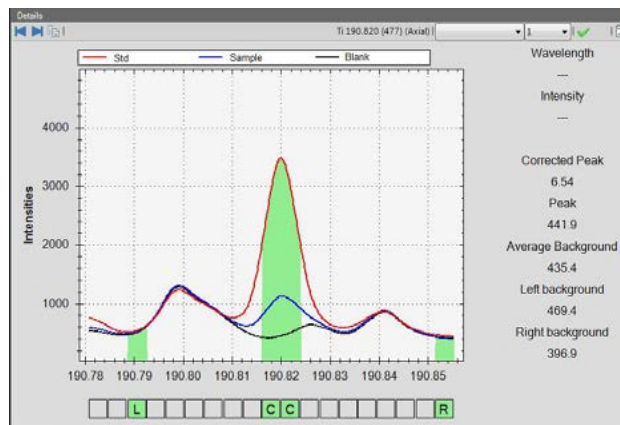 Details
Ti 190.820 (477) (Axial)
1
Std Sample Blank
Wavelength
---
Intensity
---
Corrected Peak
6.54
Peak
441.9
Average Background
435.4
Left background
469.4
Right background
396.9
Intensities
4000
3000
2000
1000
190.78 190.79 190.80 190.81 190.82 190.83 190.84 190.85
L C C R